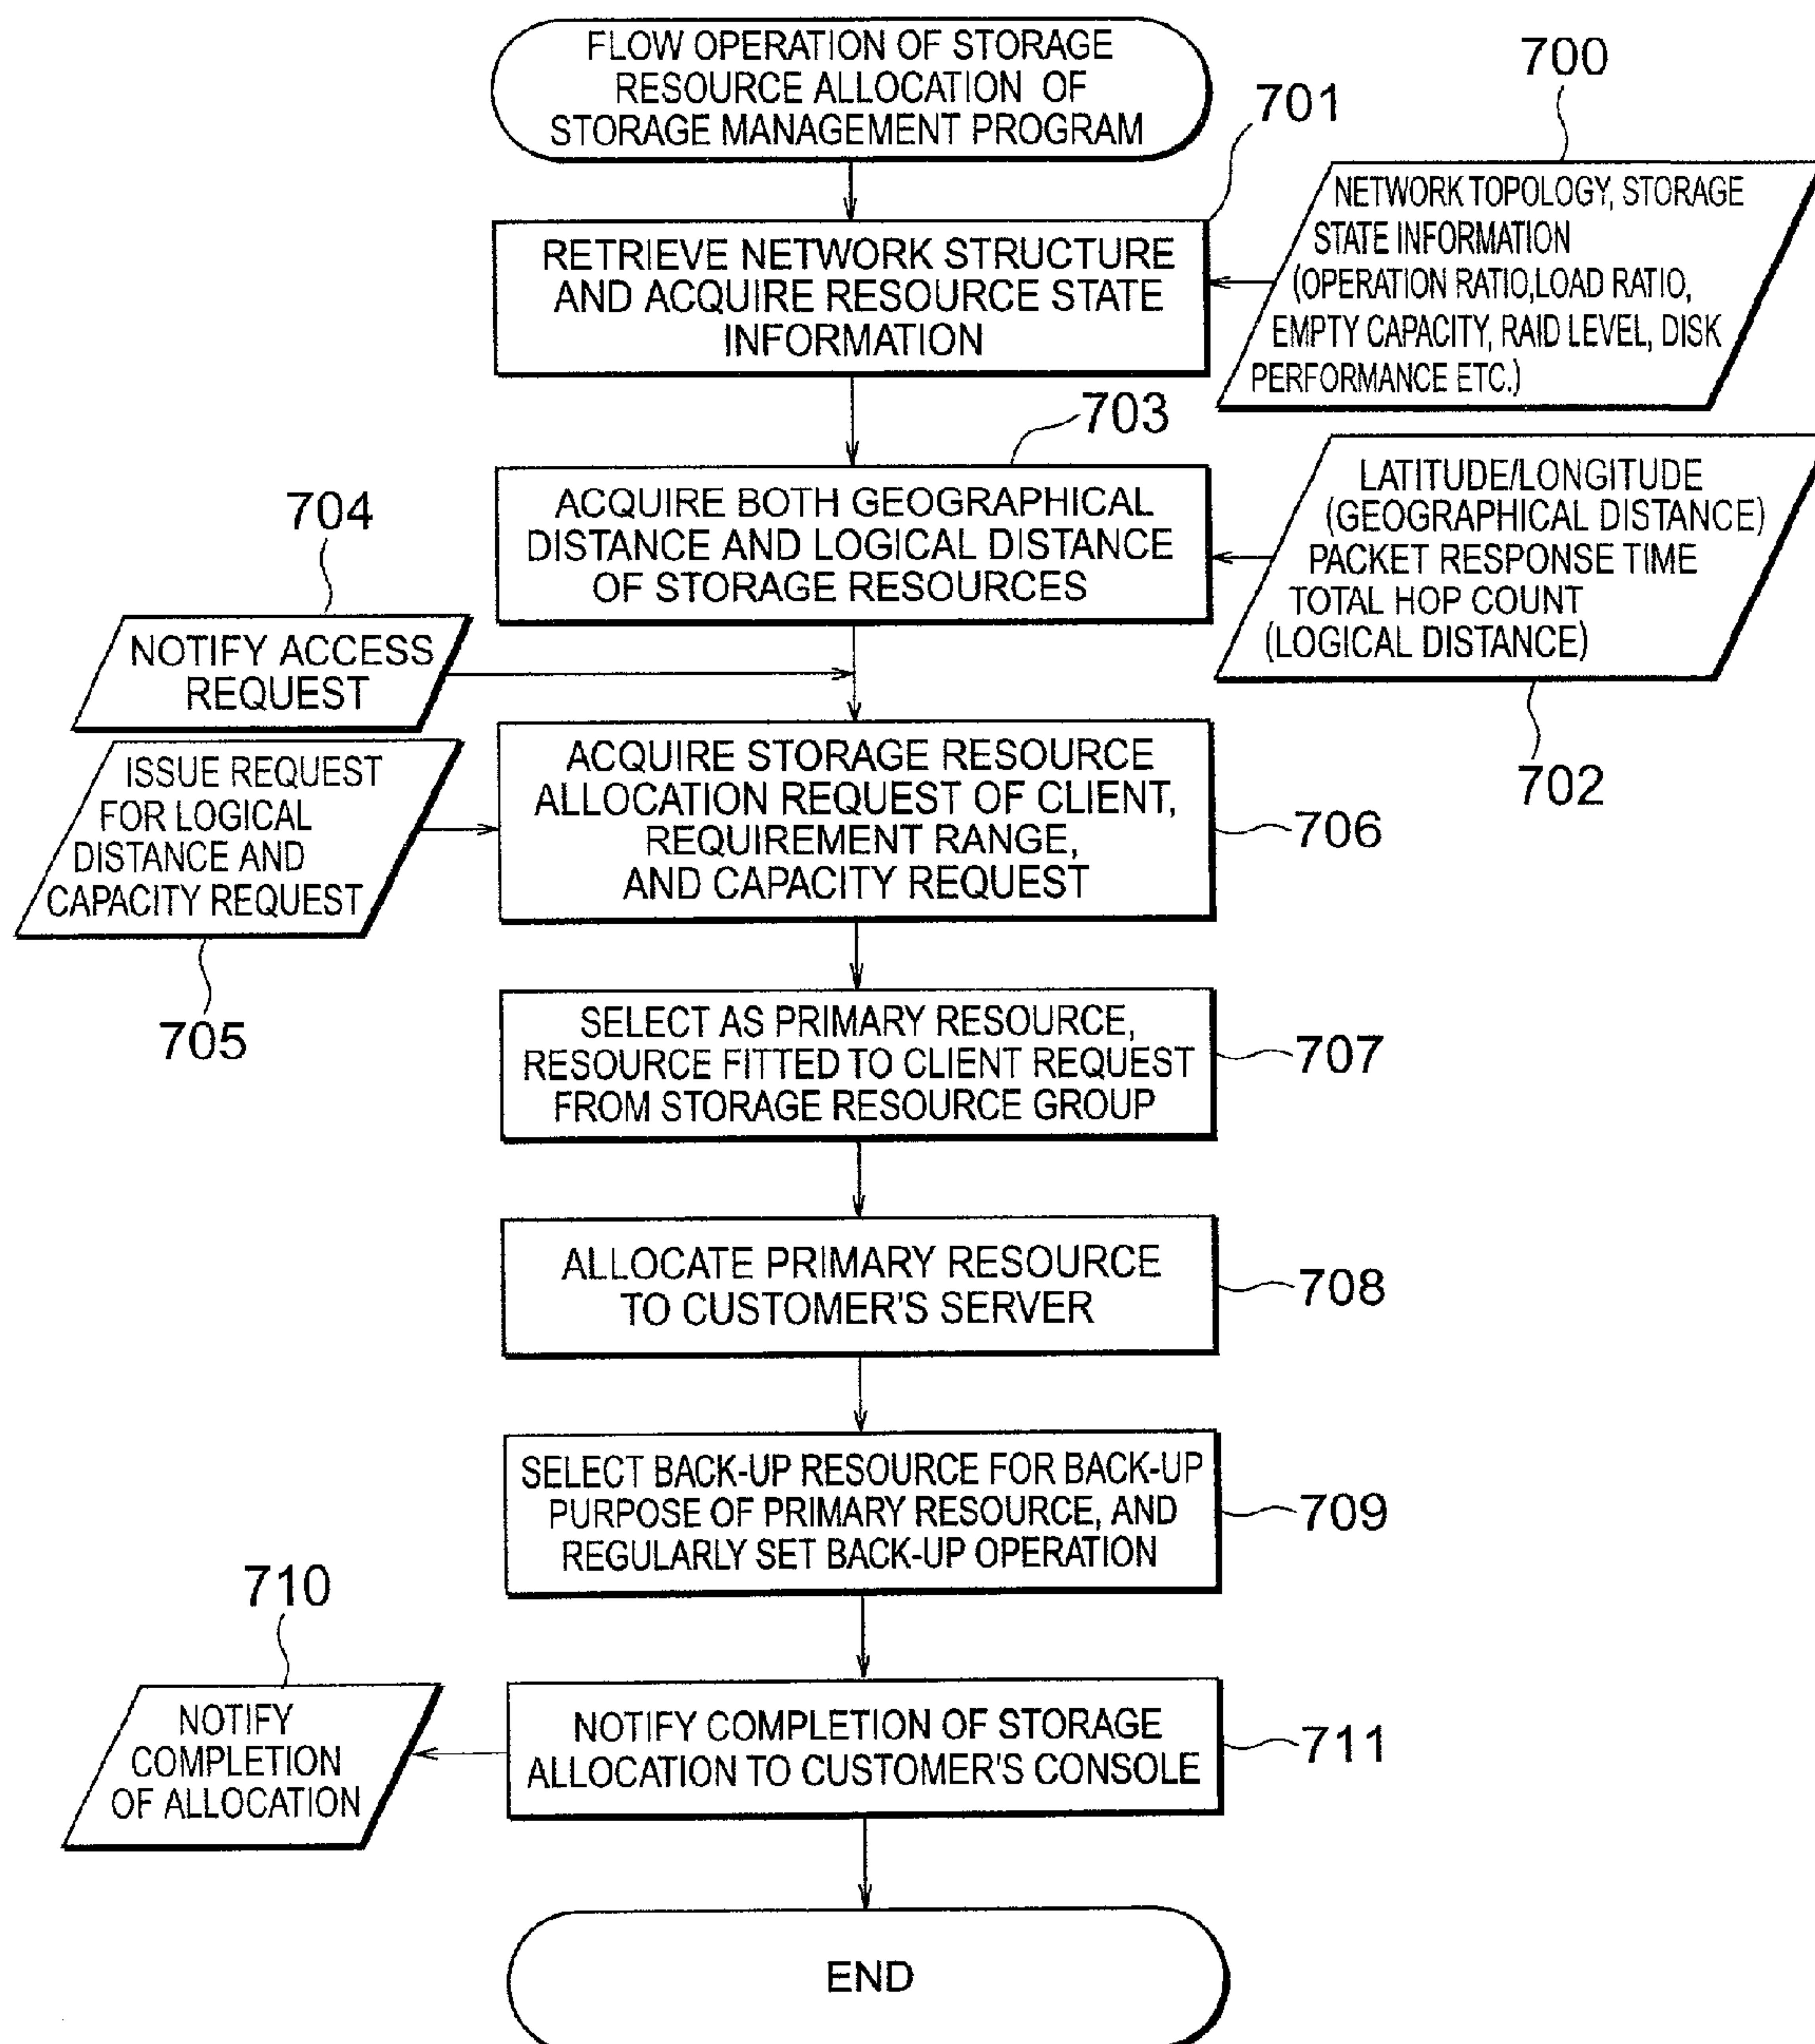 FLOW OPERATION OF STORAGE
RESOURCE ALLOCATION OF
STORAGE MANAGEMENT PROGRAM
700
701
NETWORK TOPOLOGY, STORAGE
STATE INFORMATION
(OPERATION RATIO,LOAD RATIO,
EMPTY CAPACITY, RAID LEVEL, DISK
PERFORMANCE ETC.)
RETRIEVE NETWORK STRUCTURE
AND ACQUIRE RESOURCE STATE
INFORMATION
703
LATITUDE/LONGITUDE
(GEOGRAPHICAL DISTANCE)
PACKET RESPONSE TIME
TOTAL HOP COUNT
(LOGICAL DISTANCE)
702
ACQUIRE BOTH GEOGRAPHICAL
DISTANCE AND LOGICAL DISTANCE
OF STORAGE RESOURCES
704
NOTIFY ACCESS
REQUEST
ISSUE REQUEST
FOR LOGICAL
DISTANCE AND
CAPACITY REQUEST
705
ACQUIRE STORAGE RESOURCE
ALLOCATION REQUEST OF CLIENT,
REQUIREMENT RANGE,
AND CAPACITY REQUEST
706
SELECT AS PRIMARY RESOURCE,
RESOURCE FITTED TO CLIENT REQUEST
FROM STORAGE RESOURCE GROUP
707
ALLOCATE PRIMARY RESOURCE
TO CUSTOMER'S SERVER
708
SELECT BACK-UP RESOURCE FOR BACK-UP
PURPOSE OF PRIMARY RESOURCE, AND
REGULARLY SET BACK-UP OPERATION
709
710
NOTIFY
COMPLETION
OF ALLOCATION
NOTIFY COMPLETION OF STORAGE
ALLOCATION TO CUSTOMER'S CONSOLE
711
END